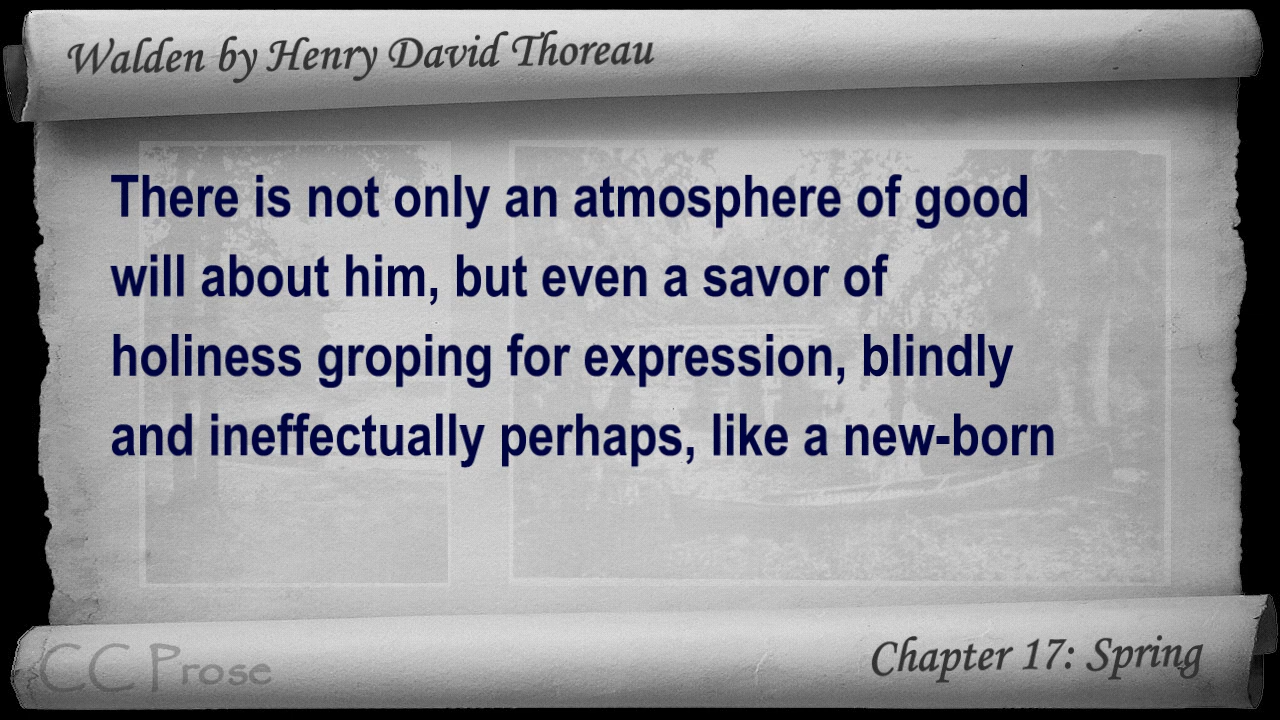 Walden by Henry David Thoreau
There is not only an atmosphere of good
will about him, but even a savor of
holiness groping for expression, blindly
and ineffectually perhaps, like a new-born
CC Prose
Chapter 17: Spring